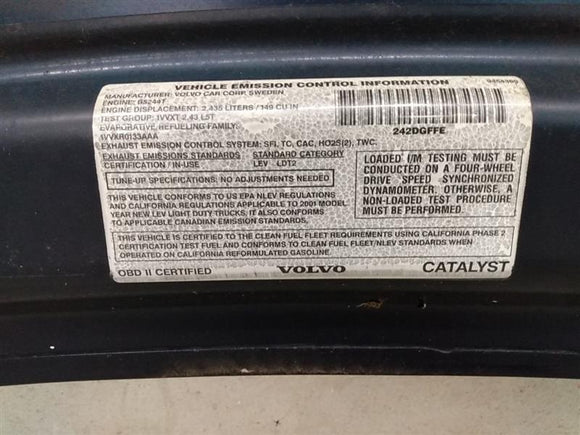 VEHICLE EMISSION CONTROL INFORMATION
MANUFACTURER: VOLVO CAR CORP. SWEDEN
ENGINE: B5244T
ENGINE DISPLACEMENT: 2,435 LITERS / 149 CU IN
TEST GROUP: 1VVXT 2.43 L5T
EVAPORATIVE REFUELING FAMILY:
1VVXR0133AAA
242DGFFE
EXHAUST EMISSION CONTROL SYSTEM: SFI, TC, CAC, HO2S(2), TWC.
EXHAUST EMISSIONS STANDARDS STANDARD CATEGORY
CERTIFICATION / IN-USE LEV LDT2
TUNE-UP SPECIFICATIONS: NO ADJUSTMENTS NEEDED
THIS VEHICLE CONFORMS TO US EPA NLEV REGULATIONS
AND CALIFORNIA REGULATIONS APPLICABLE TO 2001 MODEL
YEAR NEW LEV LIGHT DUTY TRUCKS. IT ALSO CONFORMS
TO APPLICABLE CANADIAN EMISSION STANDARDS.
LOADED I/M TESTING MUST BE
CONDUCTED ON A FOUR-WHEEL
DRIVE SPEED SYNCHRONIZED
DYNAMOMETER; OTHERWISE, A
NON-LOADED TEST PROCEDURE
MUST BE PERFORMED
THIS VEHICLE IS CERTIFIED TO THE CLEAN FUEL FLEET REQUIREMENTS USING CALIFORNIA PHASE 2
CERTIFICATION TEST FUEL AND CONFORMS TO CLEAN FUEL FLEET/NLEV STANDARDS WHEN
OPERATED ON CALIFORNIA REFORMULATED GASOLINE
OBD II CERTIFIED VOLVO CATALYST